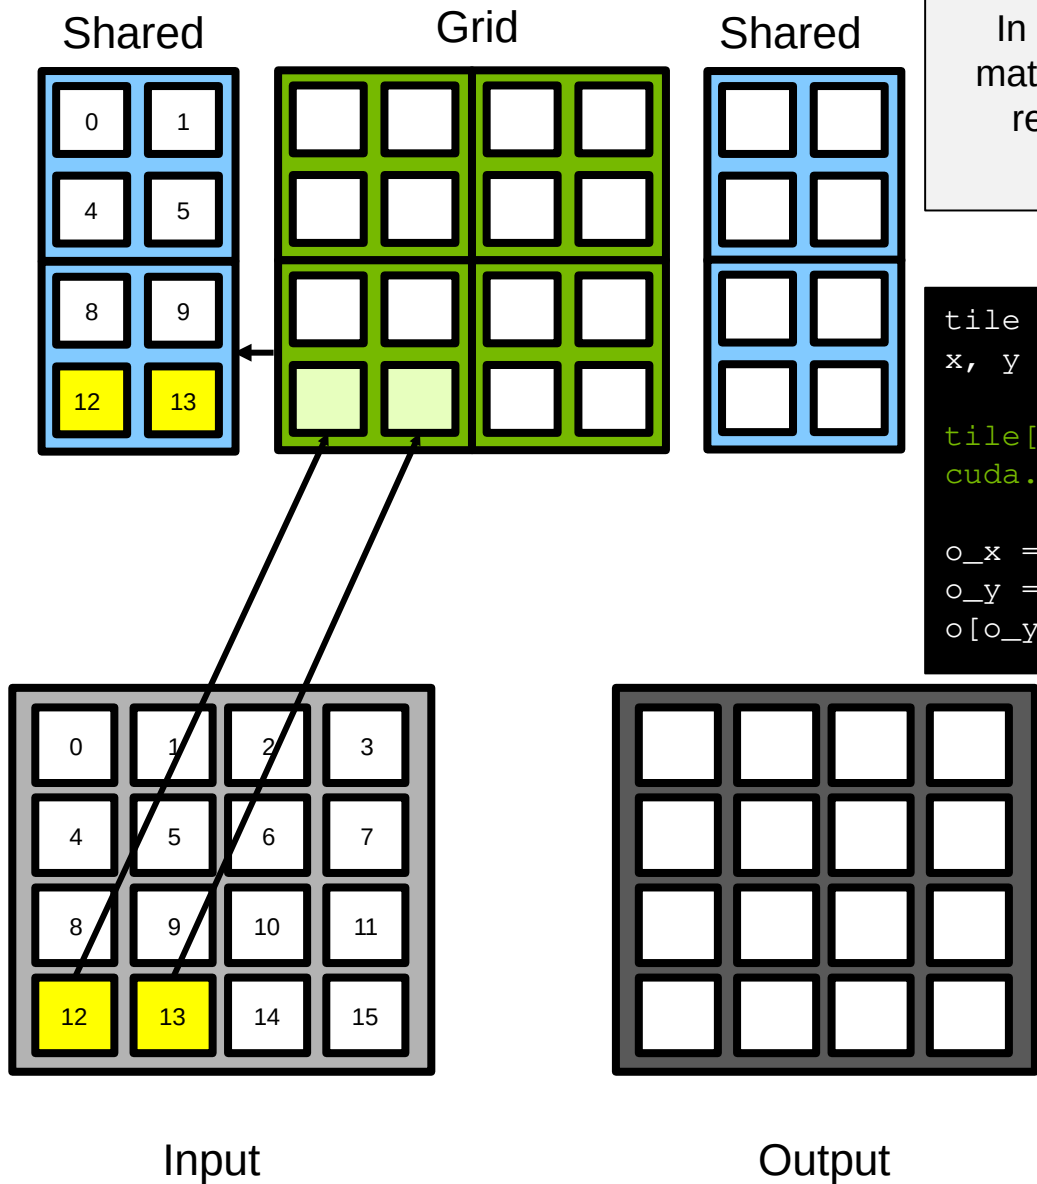 Shared
Grid
Shared
In
mat
re
0 1
4 5
8 9
12 13
tile
x, y
tile[
cuda.
o_x =
o_y =
o[o_y
0 1 2 3
4 5 6 7
8 9 10 11
12 13 14 15
Input
Output